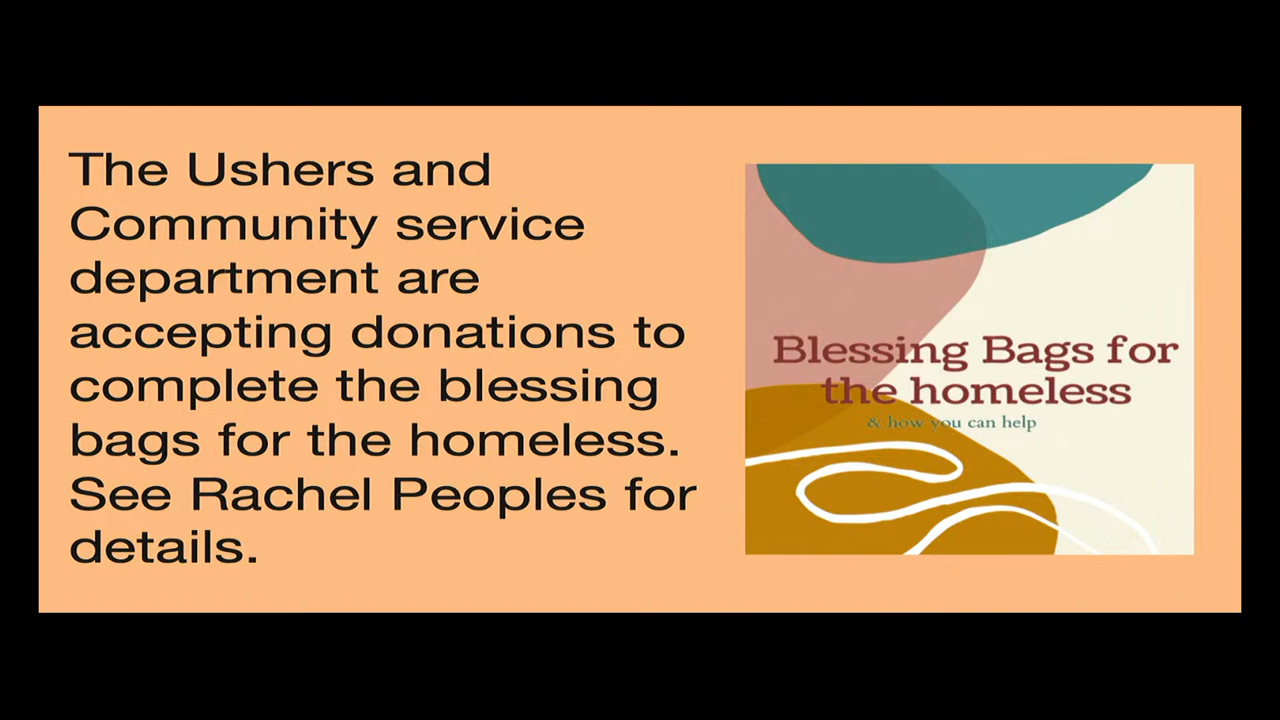 The Ushers and
Community service
department are
accepting donations to
complete the blessing
bags for the homeless.
See Rachel Peoples for
details.
Blessing Bags for
the homeless
& how you can help